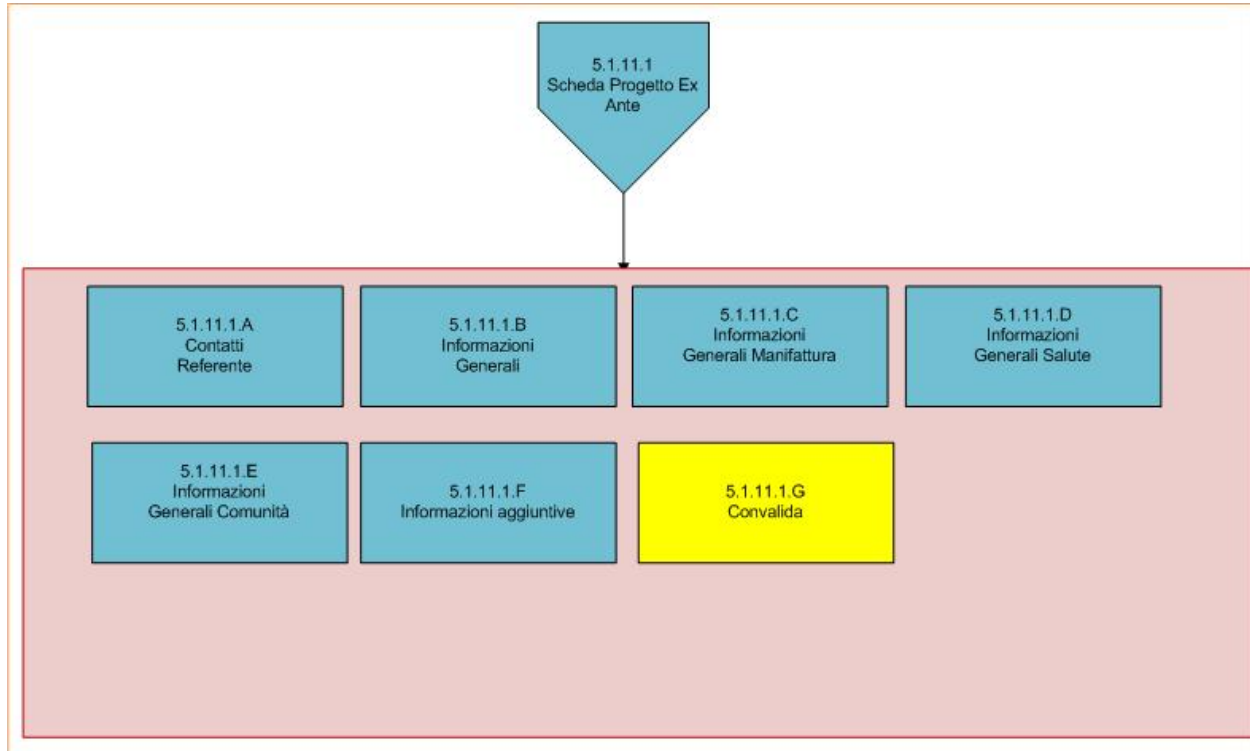 5.1.11.1
Scheda Progetto Ex
Ante
5.1.11.1.A
Contatti
Referente
5.1.11.1.B
Informazioni
Generali
5.1.11.1.C
Informazioni
Generali Manifattura
5.1.11.1.D
Informazioni
Generali Salute
5.1.11.1.E
Informazioni
Generali Comunità
5.1.11.1.F
Informazioni aggiuntive
5.1.11.1.G
Convalida